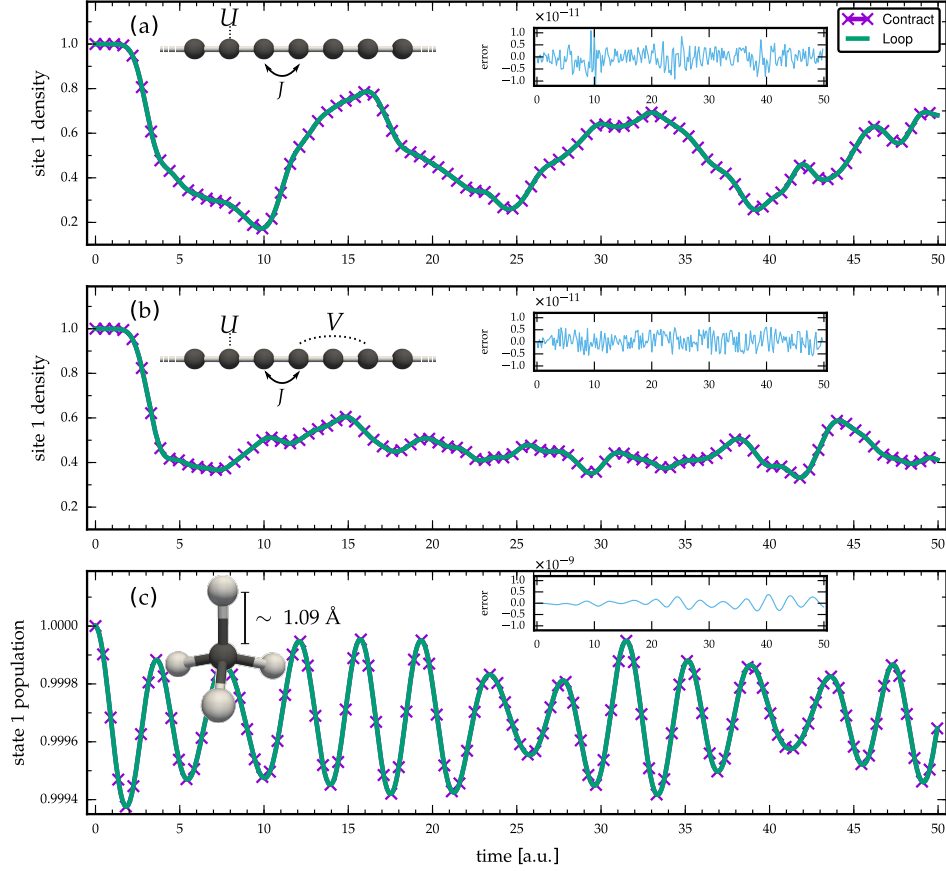 (a)
U
J
×10⁻¹¹
error
1.0
0.5
0.0
−0.5
−1.0
0 10 20 30 40 50
Contract
Loop
site 1 density
1.0
0.8
0.6
0.4
0.2
0 5 10 15 20 25 30 35 40 45 50
(b)
U
V
J
×10⁻¹¹
error
1.0
0.5
0.0
−0.5
−1.0
0 10 20 30 40 50
site 1 density
1.0
0.8
0.6
0.4
0.2
0 5 10 15 20 25 30 35 40 45 50
(c)
∼ 1.09 Å
×10⁻⁹
error
1.0
0.5
0.0
−0.5
−1.0
0 10 20 30 40 50
state 1 population
1.0000
0.9998
0.9996
0.9994
0 5 10 15 20 25 30 35 40 45 50
time [a.u.]